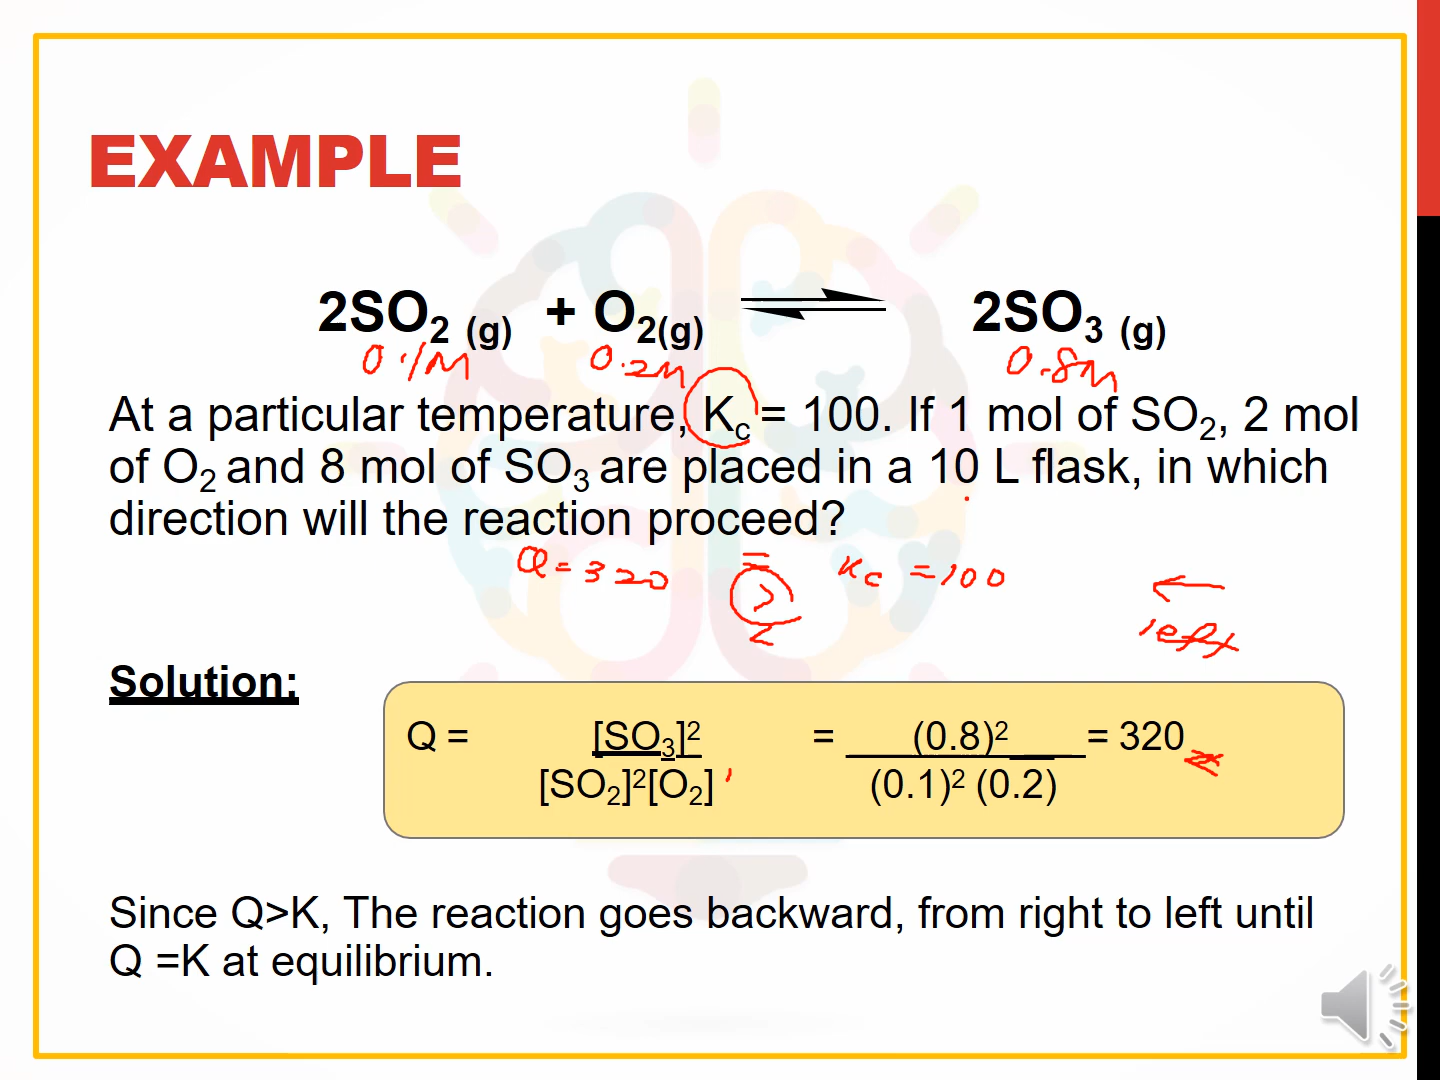 EXAMPLE
2SO₂ (g) + O₂(g) ⇌ 2SO₃ (g)
0.1M 0.2M 0.8M
At a particular temperature, Kc = 100. If 1 mol of SO₂, 2 mol
of O₂ and 8 mol of SO₃ are placed in a 10 L flask, in which
direction will the reaction proceed?
=
Q = 320 > Kc = 100 ←
< left
Solution:
Q = [SO₃]² = (0.8)² = 320
[SO₂]²[O₂] (0.1)² (0.2)
Since Q>K, The reaction goes backward, from right to left until
Q =K at equilibrium.